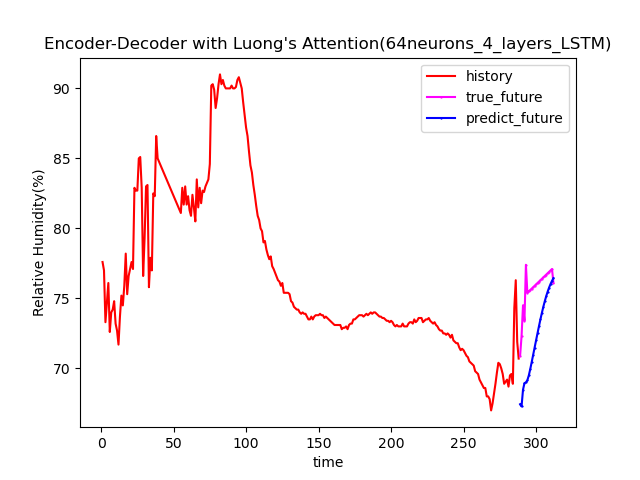 Encoder-Decoder with Luong's Attention(64neurons_4_layers_LSTM)
history
true_future
predict_future
Relative Humidity(%)
90
85
80
75
70
0 50 100 150 200 250 300
time